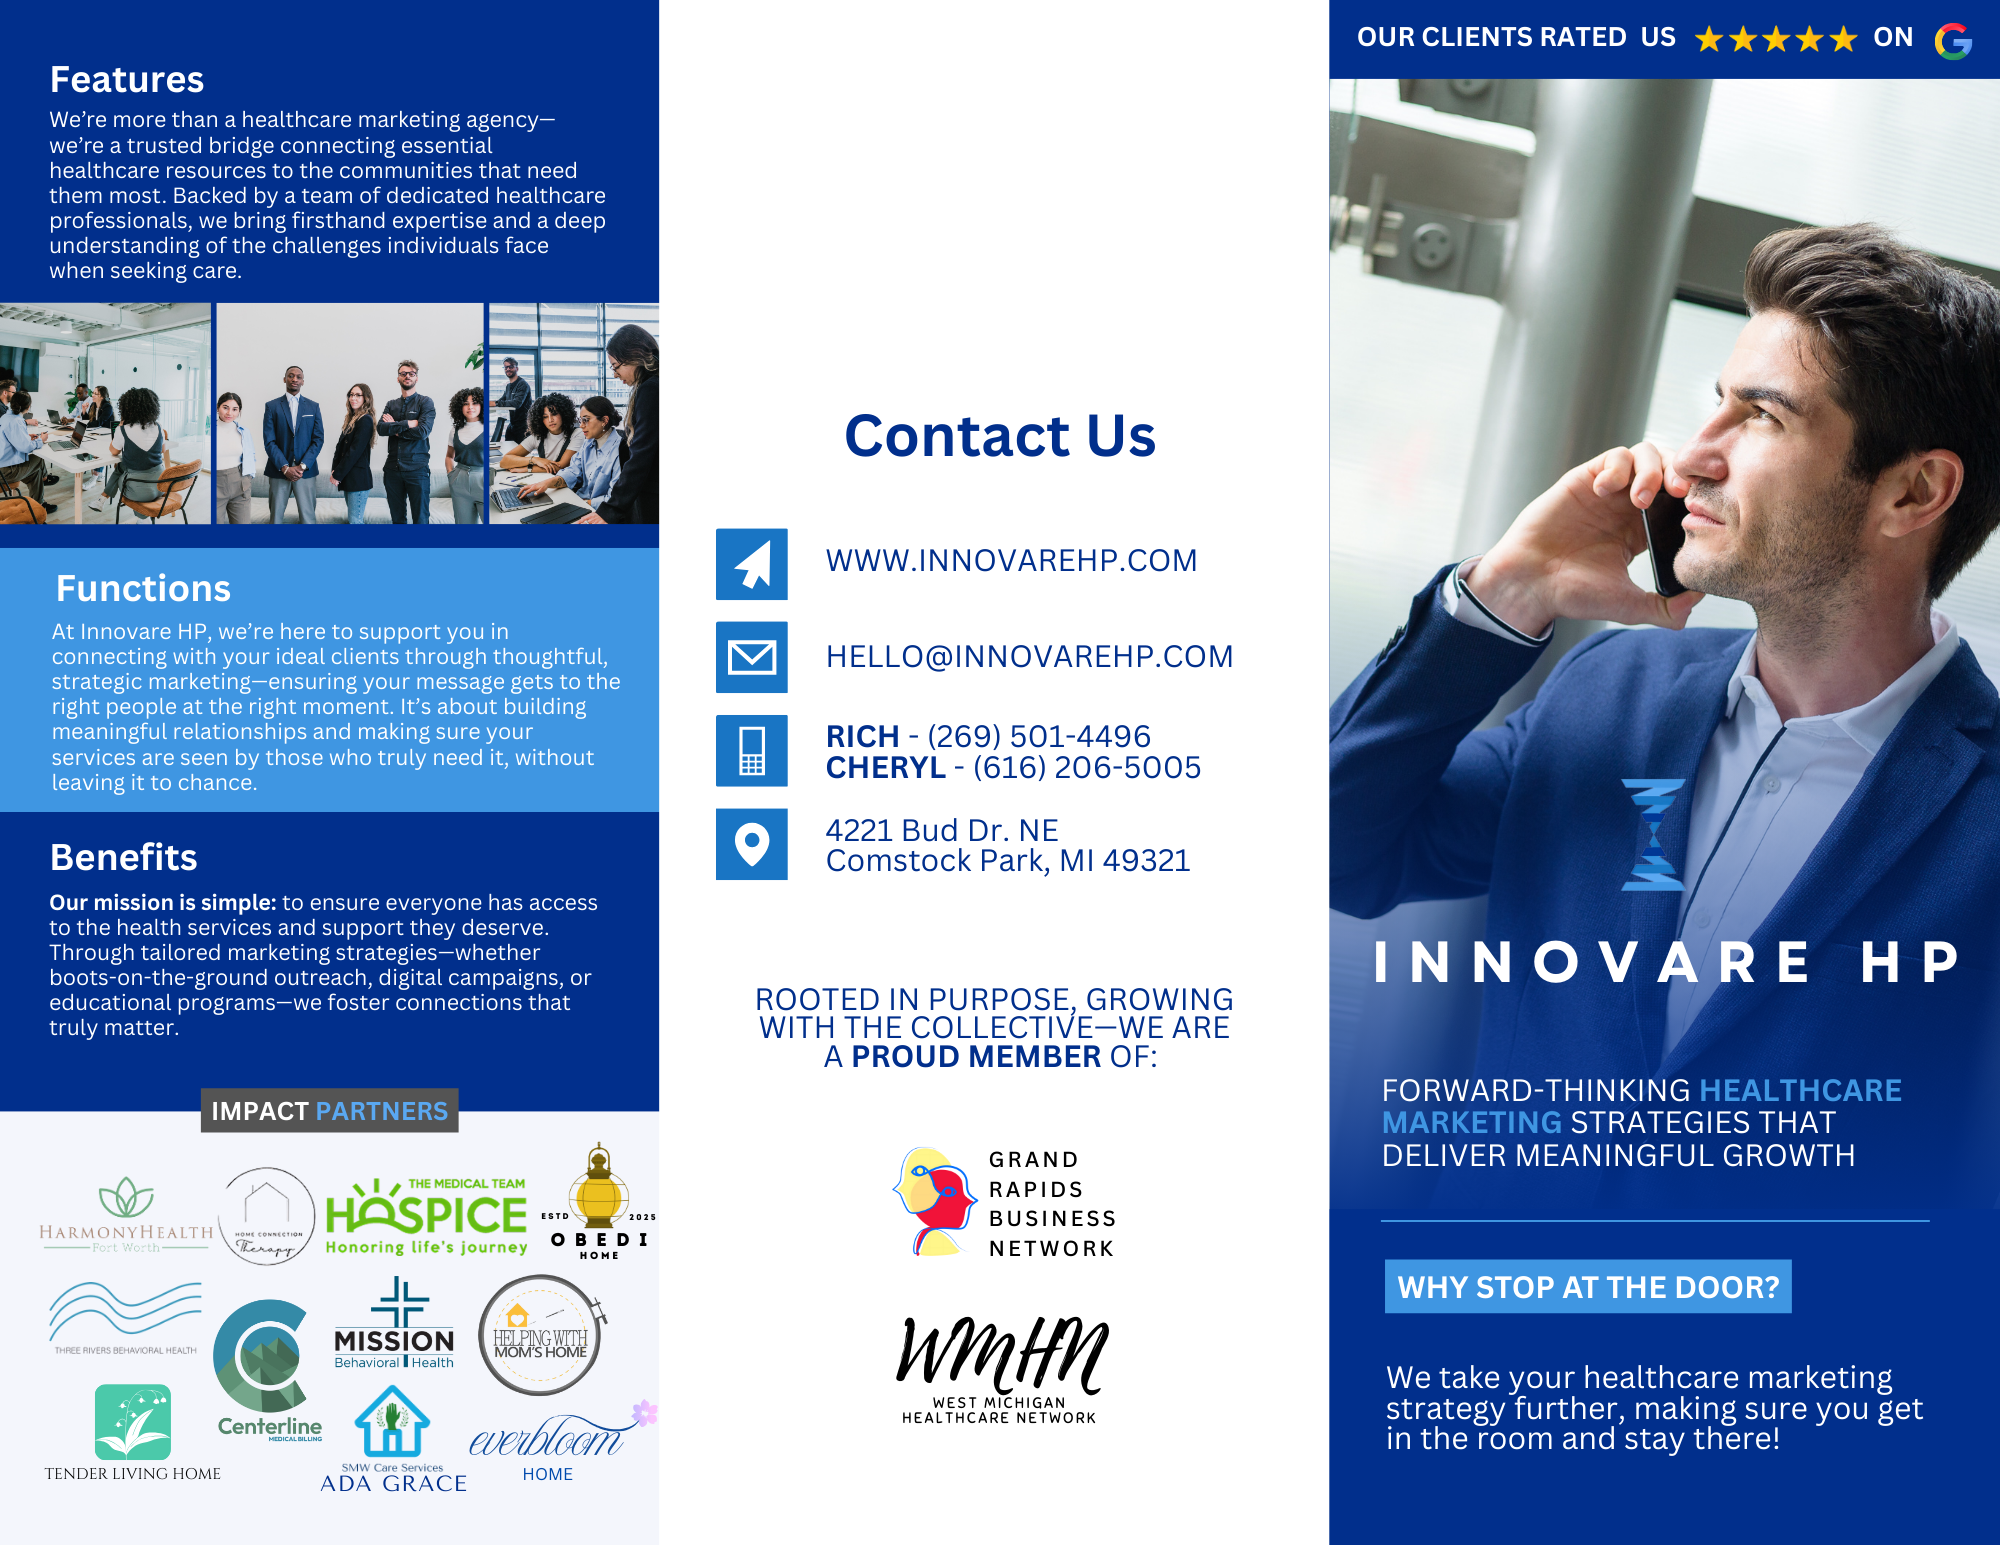 Features
We’re more than a healthcare marketing agency—
we’re a trusted bridge connecting essential
healthcare resources to the communities that need
them most. Backed by a team of dedicated healthcare
professionals, we bring firsthand expertise and a deep
understanding of the challenges individuals face
when seeking care.
Functions
At Innovare HP, we’re here to support you in
connecting with your ideal clients through thoughtful,
strategic marketing—ensuring your message gets to the
right people at the right moment. It’s about building
meaningful relationships and making sure your
services are seen by those who truly need it, without
leaving it to chance.
Benefits
Our mission is simple: to ensure everyone has access
to the health services and support they deserve.
Through tailored marketing strategies—whether
boots-on-the-ground outreach, digital campaigns, or
educational programs—we foster connections that
truly matter.
IMPACT PARTNERS
HARMONYHEALTH
Fort Worth
HOME CONNECTION
Therapy
THE MEDICAL TEAM
HOSPICE
Honoring life's journey
ESTD 2025
OBEDI
HOME
THREE RIVERS BEHAVIORAL HEALTH
Centerline
MEDICAL BILLING
MISSION
Behavioral Health
HELPING WITH
MOM'S HOME
TENDER LIVING HOME
SMW Care Services
ADA GRACE
everbloom
HOME
Contact Us
WWW.INNOVAREHP.COM
HELLO@INNOVAREHP.COM
RICH - (269) 501-4496
CHERYL - (616) 206-5005
4221 Bud Dr. NE
Comstock Park, MI 49321
ROOTED IN PURPOSE, GROWING
WITH THE COLLECTIVE—WE ARE
A PROUD MEMBER OF:
GRAND
RAPIDS
BUSINESS
NETWORK
WMHN
WEST MICHIGAN
HEALTHCARE NETWORK
OUR CLIENTS RATED US ★★★★★ ON G
INNOVARE HP
FORWARD-THINKING HEALTHCARE
MARKETING STRATEGIES THAT
DELIVER MEANINGFUL GROWTH
WHY STOP AT THE DOOR?
We take your healthcare marketing
strategy further, making sure you get
in the room and stay there!